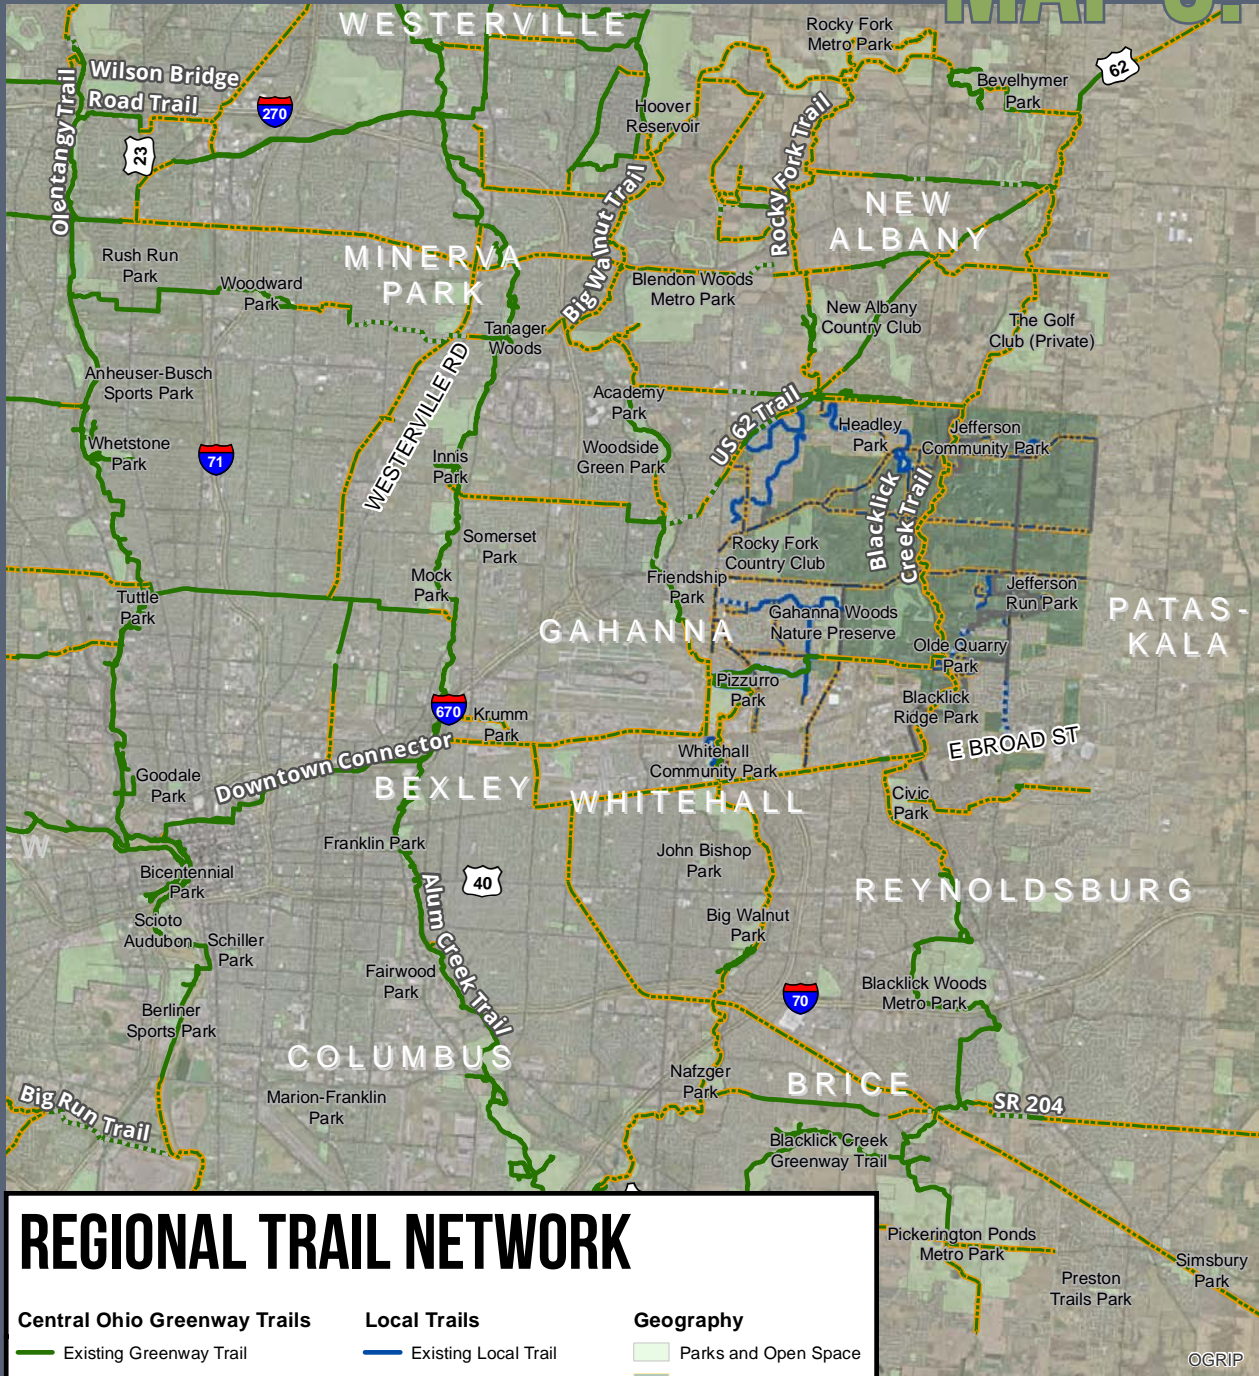 WESTERVILLE
Rocky Fork
Metro Park
62
Wilson Bridge
Road Trail
Bevelhymer
Park
270
Hoover
Reservoir
23
Olentangy Trail
Rocky Fork Trail
Big Walnut Trail
NEW
ALBANY
Rush Run
Park
MINERVA
PARK
Woodward
Park
Blendon Woods
Metro Park
New Albany
Country Club
The Golf
Club (Private)
Tanager
Woods
Anheuser-Busch
Sports Park
WESTERVILLE RD
Academy
Park
US 62 Trail
Headley
Park
Jefferson
Community Park
Whetstone
Park
71
Innis
Park
Woodside
Green Park
Blacklick
Creek Trail
Somerset
Park
Rocky Fork
Country Club
Mock
Park
Friendship
Park
Jefferson
Run Park
Tuttle
Park
GAHANNA
Gahanna Woods
Nature Preserve
PATAS-
KALA
Olde Quarry
Park
Pizzurro
Park
Blacklick
Ridge Park
670
Krumm
Park
E BROAD ST
Downtown Connector
Whitehall
Community Park
Goodale
Park
BEXLEY
WHITEHALL
Civic
Park
W
Franklin Park
John Bishop
Park
Bicentennial
Park
40
REYNOLDSBURG
Alum Creek Trail
Scioto
Audubon
Schiller
Park
Big Walnut
Park
Fairwood
Park
70
Blacklick Woods
Metro Park
Berliner
Sports Park
COLUMBUS
Nafzger
Park
BRICE
Big Run Trail
Marion-Franklin
Park
SR 204
Blacklick Creek
Greenway Trail
REGIONAL TRAIL NETWORK
Pickerington Ponds
Metro Park
Simsbury
Park
Preston
Trails Park
Central Ohio Greenway Trails
Existing Greenway Trail
Local Trails
Existing Local Trail
Geography
Parks and Open Space
OGRIP